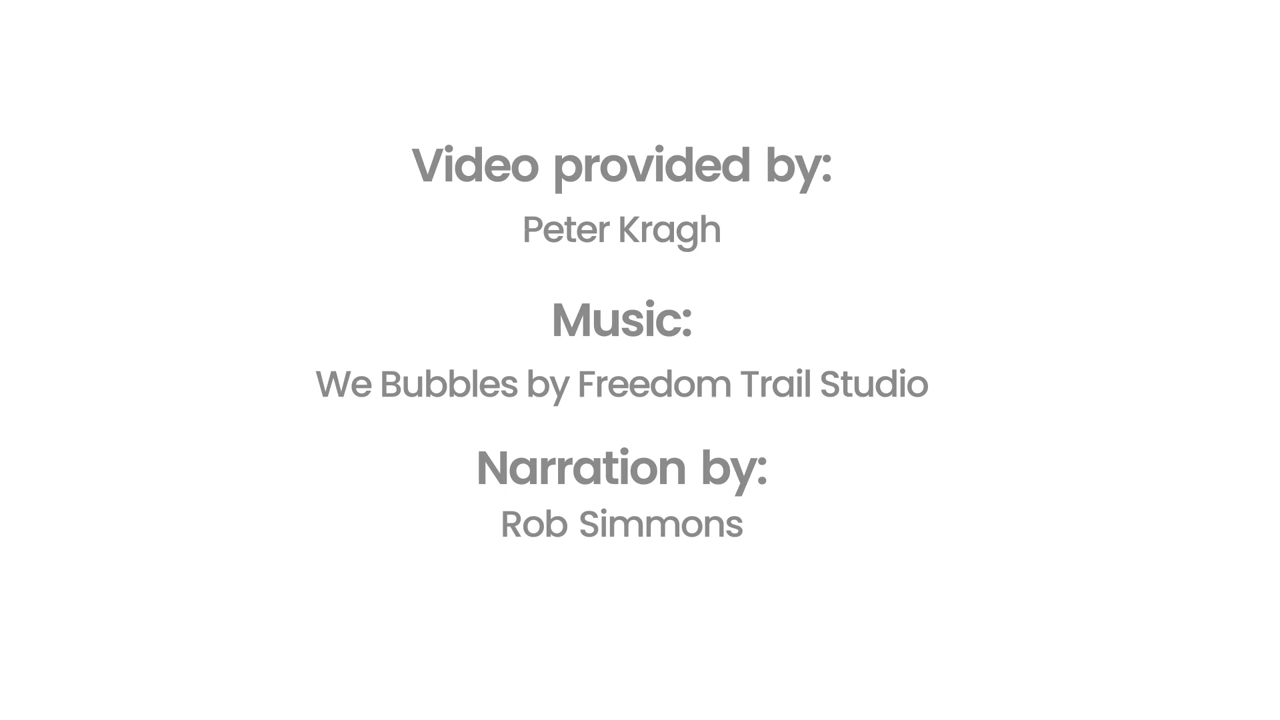 Video provided by:
Peter Kragh
Music:
We Bubbles by Freedom Trail Studio
Narration by:
Rob Simmons